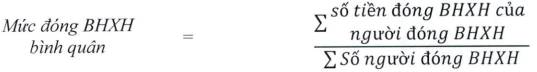 Mức đóng BHXH
bình quân
=
∑ số tiền đóng BHXH của
người đóng BHXH
∑ Số người đóng BHXH